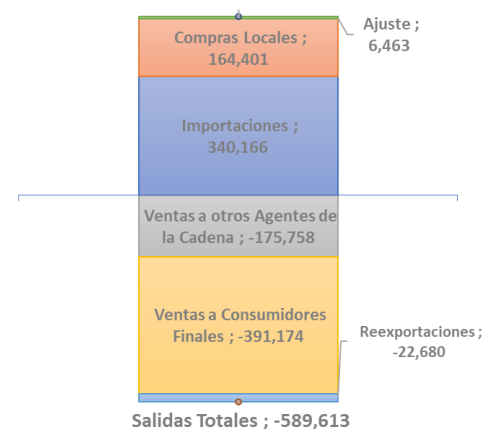 Ajuste ;
6,463
Compras Locales ;
164,401
Importaciones ;
340,166
Ventas a otros Agentes de
la Cadena ; -175,758
Ventas a Consumidores
Finales ; -391,174
Reexportaciones ;
-22,680
Salidas Totales ; -589,613